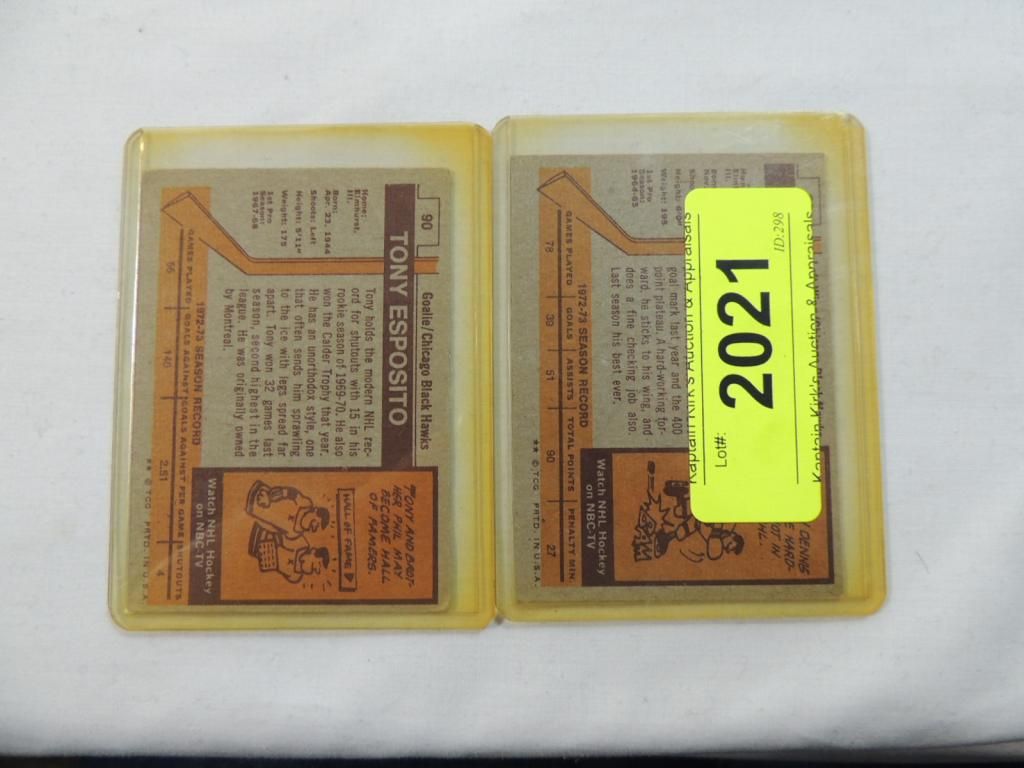 90
TONY ESPOSITO
Goalie/Chicago Black Hawks
Home:
Elmhurst,
Ill.
Born:
Apr. 23, 1944
Shoots: Left
Height: 5'11"
Weight: 175
1st Pro
Season:
1967-68
Tony holds the modern NHL rec-
ord for shutouts with 15 in his
rookie season of 1969-70. He also
won the Calder Trophy that year.
He has an unorthodox style, one
that often sends him sprawling
to the ice with legs spread far
apart. Tony won 32 games last
season, second highest in the
league. He was originally owned
by Montreal.
TONY AND BROT-
HER PHIL MAY
BECOME HALL
OF FAMERS.
HALL OF FAME
Watch NHL Hockey
on NBC-TV
1972-73 SEASON RECORD
GAMES PLAYED GOALS AGAINST GOALS AGAINST PER GAME SHUTOUTS
56 140 2.51 4
** © T.C.G. PRTD. IN U.S.A.
Kaptain Kirk's Auction & Appraisals
ID:298
2021
Lot#:
Kaptain Kirk's Auction & Appraisals
Weight: 195
1st Pro
Season:
1964-65
goal mark last year and the 400
point plateau. A hard-working for-
ward, he sticks to his wing, and
does a fine checking job also.
Last season his best ever.
DENNIS
HARD-
WHAM
Watch NHL Hockey
on NBC-TV
1972-73 SEASON RECORD
GAMES PLAYED GOALS ASSISTS TOTAL POINTS PENALTY MIN.
78 39 51 90 27
** © T.C.G. PRTD. IN U.S.A.